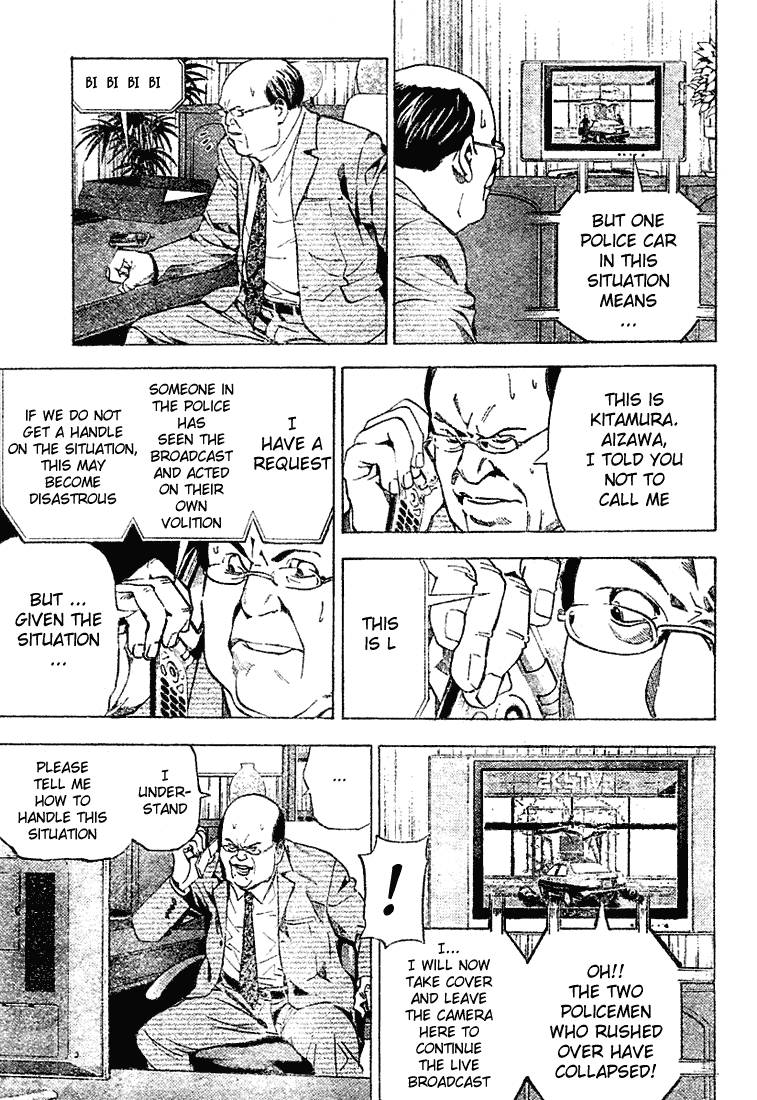 BUT ONE
POLICE CAR
IN THIS
SITUATION
MEANS
...
BI BI BI BI
THIS IS
KITAMURA.
AIZAWA,
I TOLD YOU
NOT TO
CALL ME
THIS
IS L
I
HAVE A
REQUEST
SOMEONE IN
THE POLICE
HAS
SEEN THE
BROADCAST
AND ACTED
ON THEIR
OWN
VOLITION
IF WE DO NOT
GET A HANDLE
ON THE SITUATION,
THIS MAY
BECOME
DISASTROUS
BUT ...
GIVEN THE
SITUATION
...
OH!!
THE TWO
POLICEMEN
WHO RUSHED
OVER HAVE
COLLAPSED!
I...
I WILL NOW
TAKE COVER
AND LEAVE
THE CAMERA
HERE TO
CONTINUE
THE LIVE
BROADCAST
!
...
I
UNDER-
STAND
PLEASE
TELL ME
HOW TO
HANDLE THIS
SITUATION